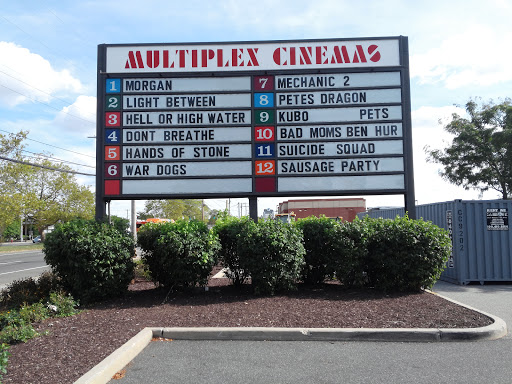 MULTIPLEX CINEMAS
1 MORGAN
2 LIGHT BETWEEN
3 HELL OR HIGH WATER
4 DONT BREATHE
5 HANDS OF STONE
6 WAR DOGS
7 MECHANIC 2
8 PETES DRAGON
9 KUBO PETS
10 BAD MOMS BEN HUR
11 SUICIDE SQUAD
12 SAUSAGE PARTY